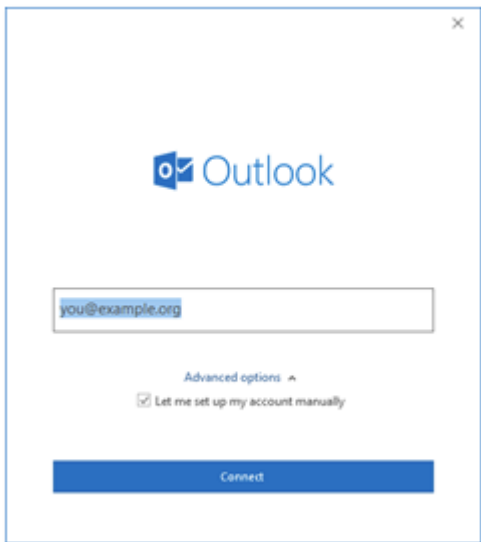 Outlook
you@example.org
Advanced options
Let me set up my account manually
Connect